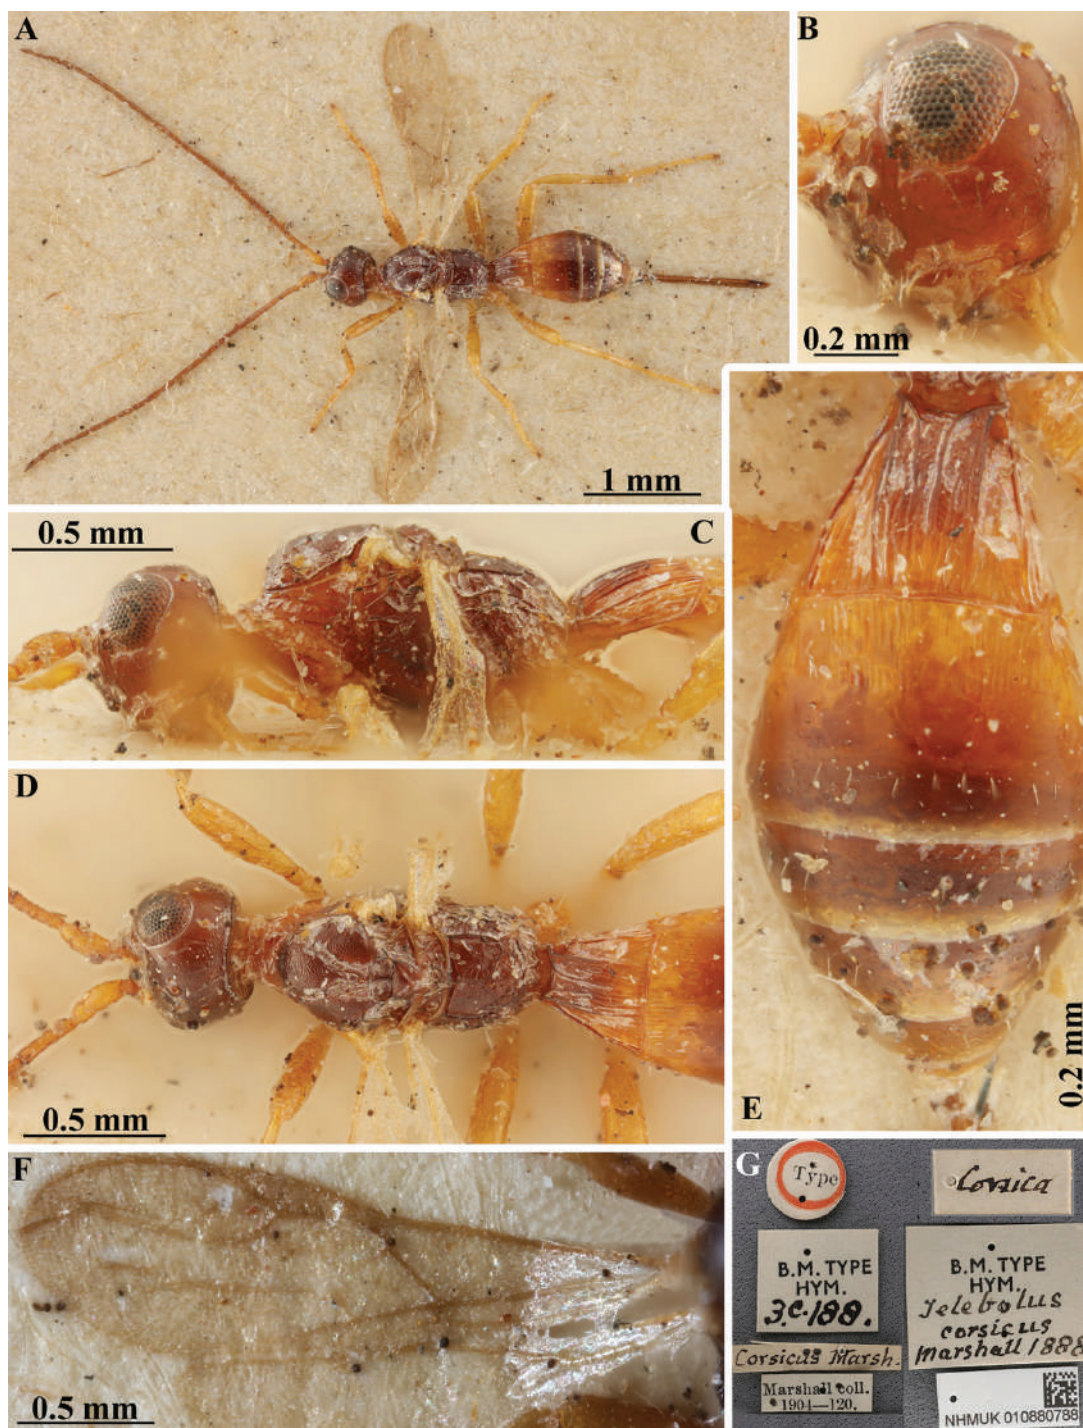 A
1 mm
B
0.2 mm
0.5 mm
C
D
0.5 mm
E
0.2 mm
F
0.5 mm
G
Type
Corsica
B.M. TYPE
HYM.
3.C.188.
B.M. TYPE
HYM.
Telebolus
corsicus
Marshall 1888
Corsicus Marsh.
Marshall coll.
1904—120.
NHMUK 010880788